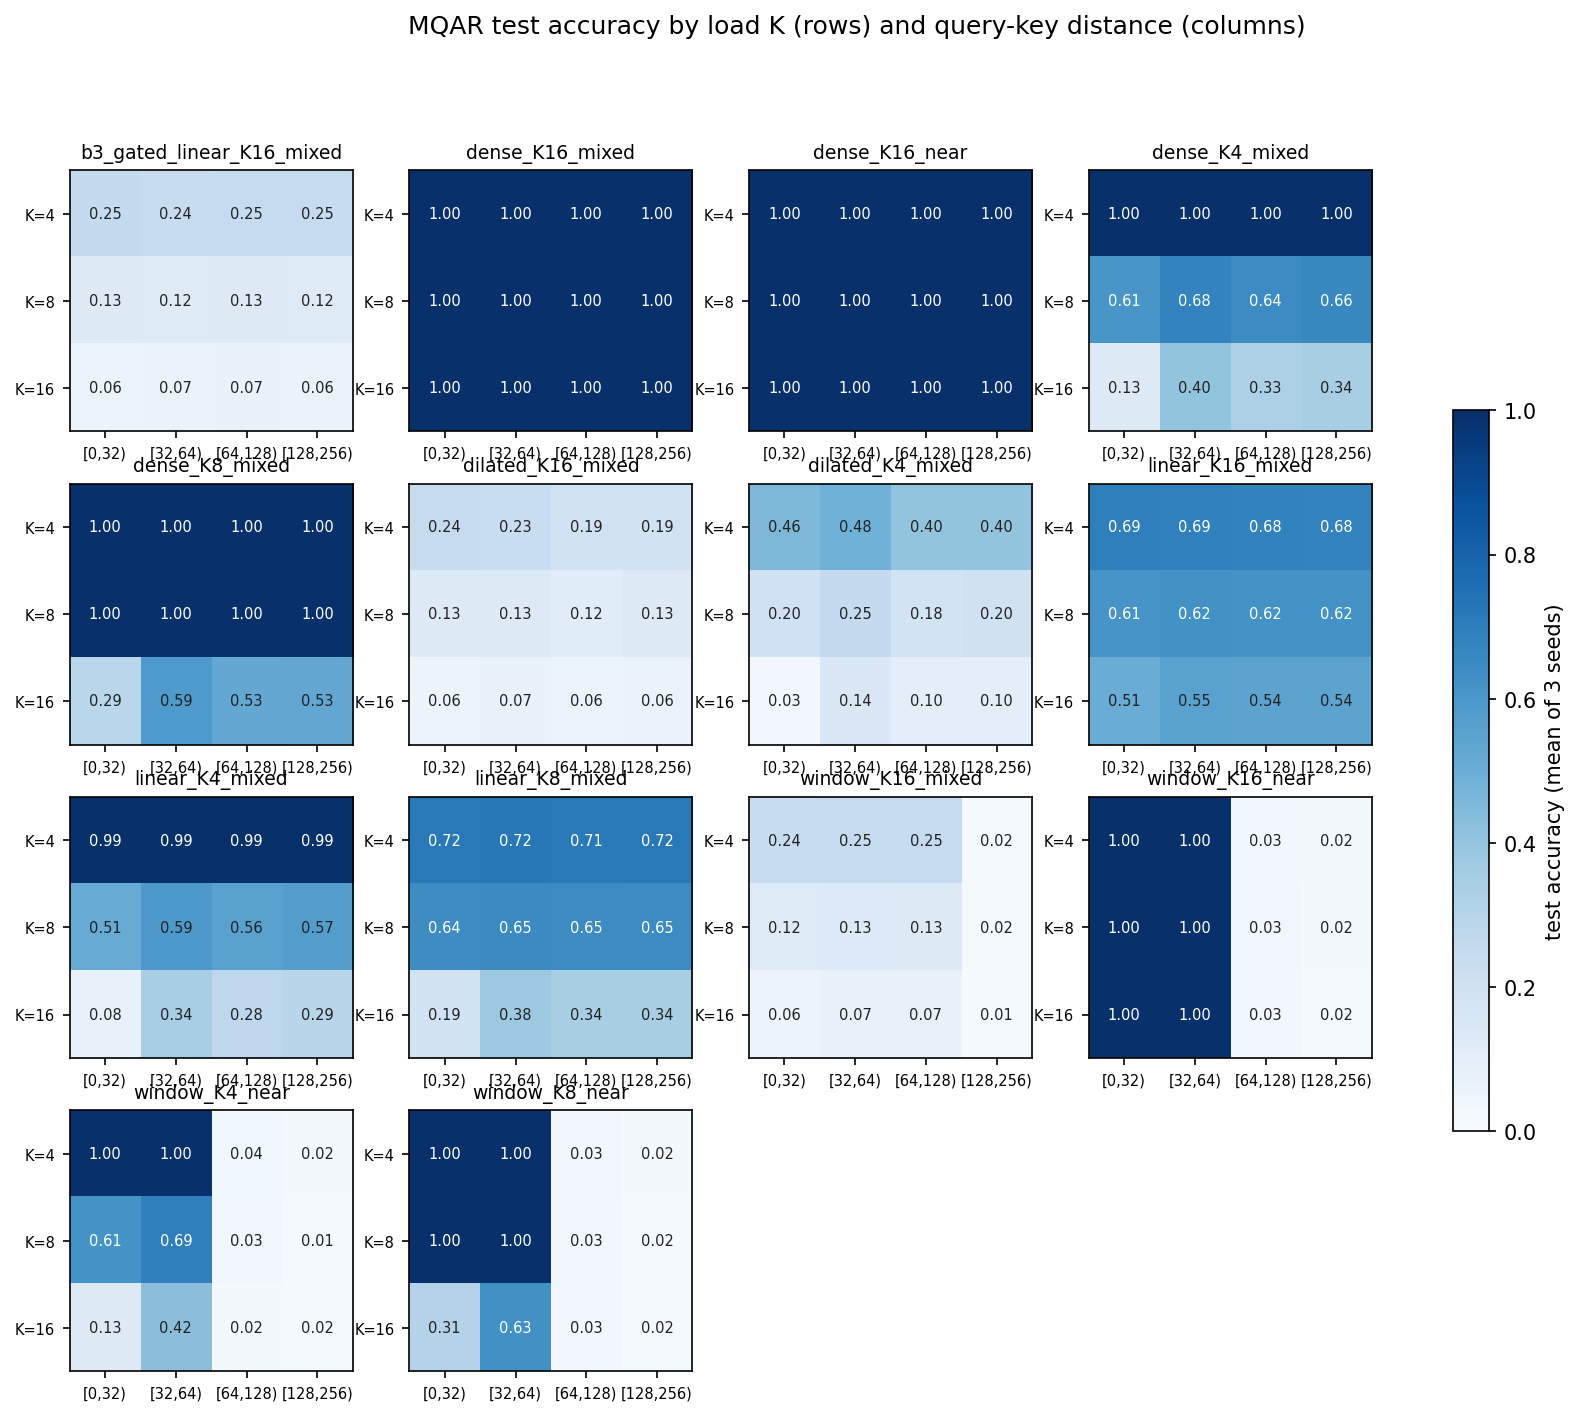 MQAR test accuracy by load K (rows) and query-key distance (columns)
b3_gated_linear_K16_mixed
K=4 0.25 0.24 0.25 0.25
K=8 0.13 0.12 0.13 0.12
K=16 0.06 0.07 0.07 0.06
[0,32) [32,64) [64,128) [128,256)
dense_K16_mixed
K=4 1.00 1.00 1.00 1.00
K=8 1.00 1.00 1.00 1.00
K=16 1.00 1.00 1.00 1.00
[0,32) [32,64) [64,128) [128,256)
dense_K16_near
K=4 1.00 1.00 1.00 1.00
K=8 1.00 1.00 1.00 1.00
K=16 1.00 1.00 1.00 1.00
[0,32) [32,64) [64,128) [128,256)
dense_K4_mixed
K=4 1.00 1.00 1.00 1.00
K=8 0.61 0.68 0.64 0.66
K=16 0.13 0.40 0.33 0.34
[0,32) [32,64) [64,128) [128,256)
dense_K8_mixed
K=4 1.00 1.00 1.00 1.00
K=8 1.00 1.00 1.00 1.00
K=16 0.29 0.59 0.53 0.53
[0,32) [32,64) [64,128) [128,256)
dilated_K16_mixed
K=4 0.24 0.23 0.19 0.19
K=8 0.13 0.13 0.12 0.13
K=16 0.06 0.07 0.06 0.06
[0,32) [32,64) [64,128) [128,256)
dilated_K4_mixed
K=4 0.46 0.48 0.40 0.40
K=8 0.20 0.25 0.18 0.20
K=16 0.03 0.14 0.10 0.10
[0,32) [32,64) [64,128) [128,256)
linear_K16_mixed
K=4 0.69 0.69 0.68 0.68
K=8 0.61 0.62 0.62 0.62
K=16 0.51 0.55 0.54 0.54
[0,32) [32,64) [64,128) [128,256)
linear_K4_mixed
K=4 0.99 0.99 0.99 0.99
K=8 0.51 0.59 0.56 0.57
K=16 0.08 0.34 0.28 0.29
[0,32) [32,64) [64,128) [128,256)
linear_K8_mixed
K=4 0.72 0.72 0.71 0.72
K=8 0.64 0.65 0.65 0.65
K=16 0.19 0.38 0.34 0.34
[0,32) [32,64) [64,128) [128,256)
window_K16_mixed
K=4 0.24 0.25 0.25 0.02
K=8 0.12 0.13 0.13 0.02
K=16 0.06 0.07 0.07 0.01
[0,32) [32,64) [64,128) [128,256)
window_K16_near
K=4 1.00 1.00 0.03 0.02
K=8 1.00 1.00 0.03 0.02
K=16 1.00 1.00 0.03 0.02
[0,32) [32,64) [64,128) [128,256)
window_K4_near
K=4 1.00 1.00 0.04 0.02
K=8 0.61 0.69 0.03 0.01
K=16 0.13 0.42 0.02 0.02
[0,32) [32,64) [64,128) [128,256)
window_K8_near
K=4 1.00 1.00 0.03 0.02
K=8 1.00 1.00 0.03 0.02
K=16 0.31 0.63 0.03 0.02
[0,32) [32,64) [64,128) [128,256)
1.0
0.8
0.6
0.4
0.2
0.0
test accuracy (mean of 3 seeds)